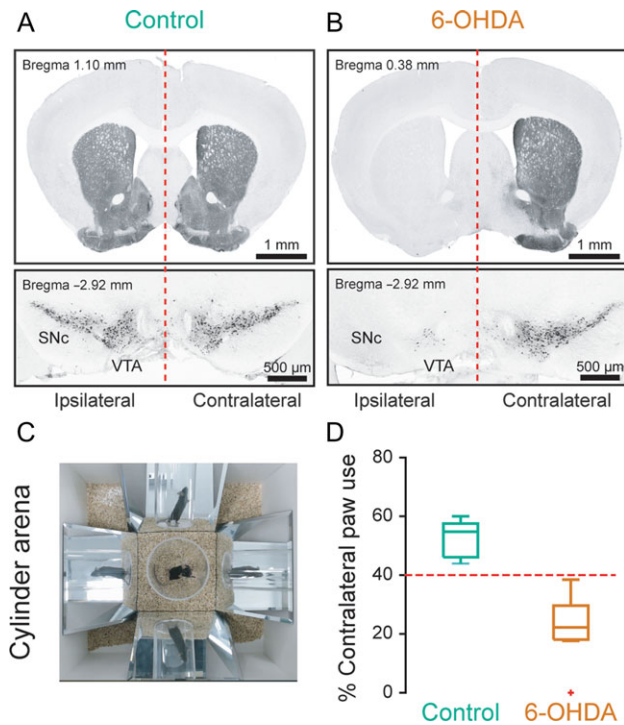 A
Control
Bregma 1.10 mm
1 mm
Bregma −2.92 mm
SNc
VTA
500 µm
Ipsilateral
Contralateral
B
6-OHDA
Bregma 0.38 mm
1 mm
Bregma −2.92 mm
SNc
VTA
500 µm
Ipsilateral
Contralateral
C
Cylinder arena
D
% Contralateral paw use
80
60
40
20
0
Control
6-OHDA